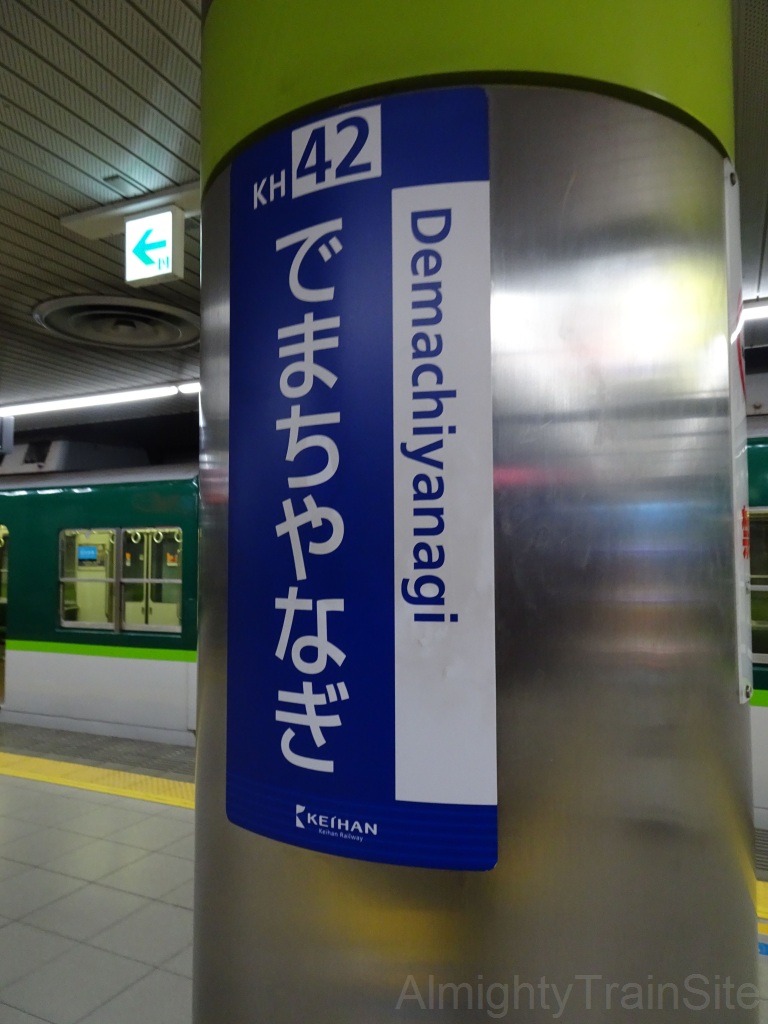 KH 42
でまちやなぎ
Demachiyanagi
KEIHAN
Keihan Railway
AlmightyTrainSite